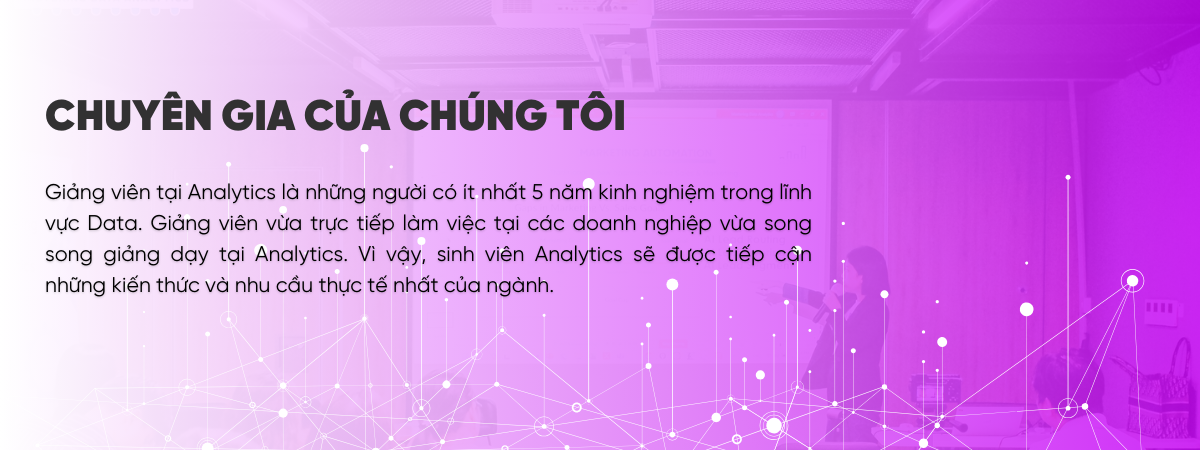 CHUYÊN GIA CỦA CHÚNG TÔI
Giảng viên tại Analytics là những người có ít nhất 5 năm kinh nghiệm trong lĩnh
vực Data. Giảng viên vừa trực tiếp làm việc tại các doanh nghiệp vừa song
song giảng dạy tại Analytics. Vì vậy, sinh viên Analytics sẽ được tiếp cận
những kiến thức và nhu cầu thực tế nhất của ngành.